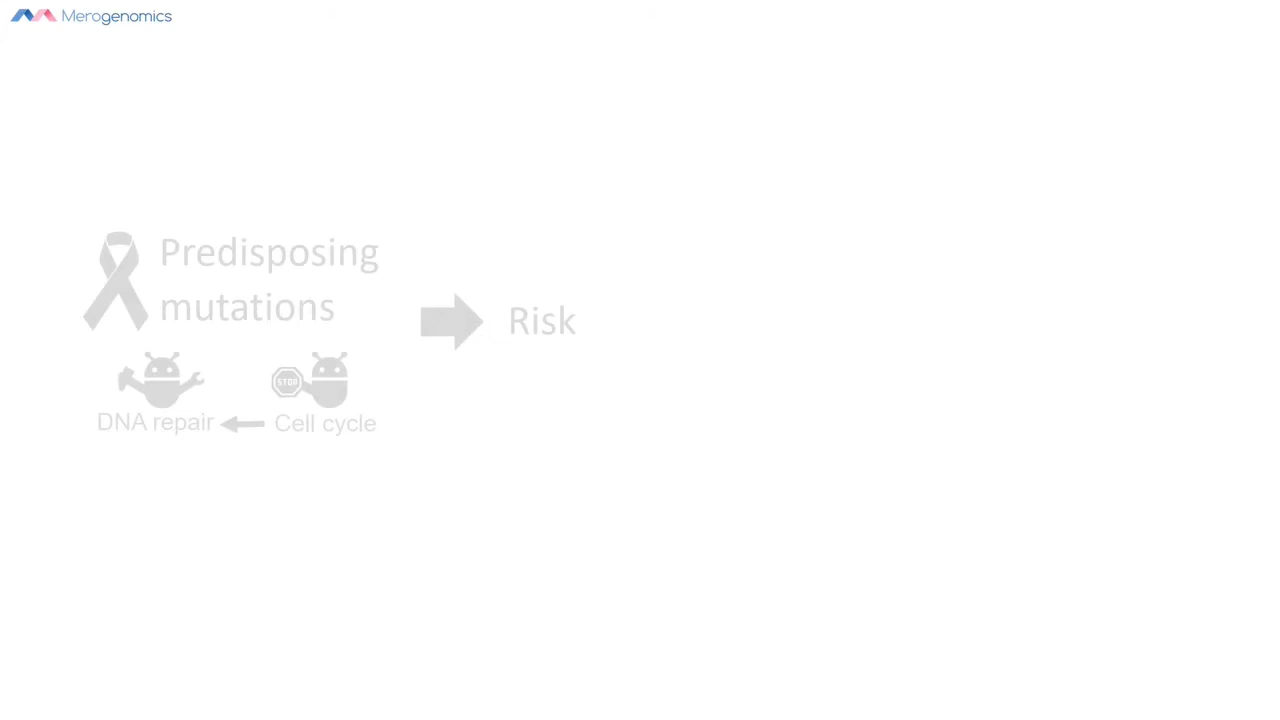 Merogenomics
Predisposing
mutations
Risk
STOP
DNA repair
Cell cycle